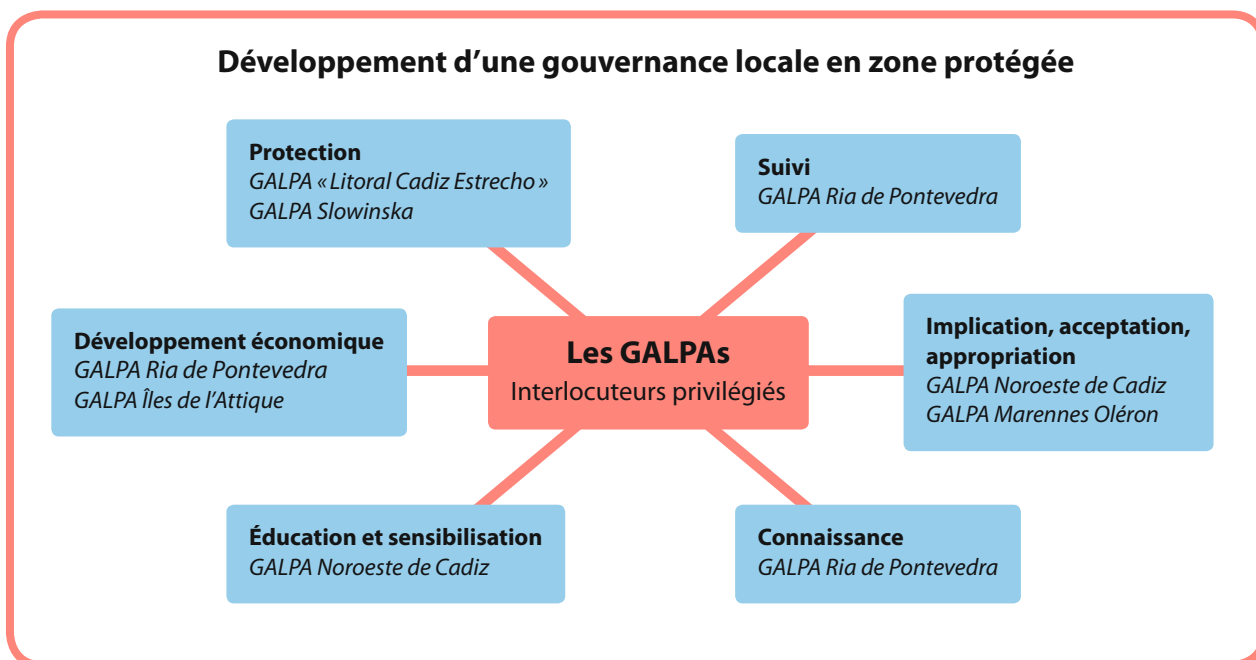 Développement d’une gouvernance locale en zone protégée
Protection
GALPA « Litoral Cadiz Estrecho »
GALPA Slowinska
Suivi
GALPA Ria de Pontevedra
Développement économique
GALPA Ria de Pontevedra
GALPA Îles de l’Attique
Les GALPAs
Interlocuteurs privilégiés
Implication, acceptation,
appropriation
GALPA Noroeste de Cadiz
GALPA Marennes Oléron
Éducation et sensibilisation
GALPA Noroeste de Cadiz
Connaissance
GALPA Ria de Pontevedra